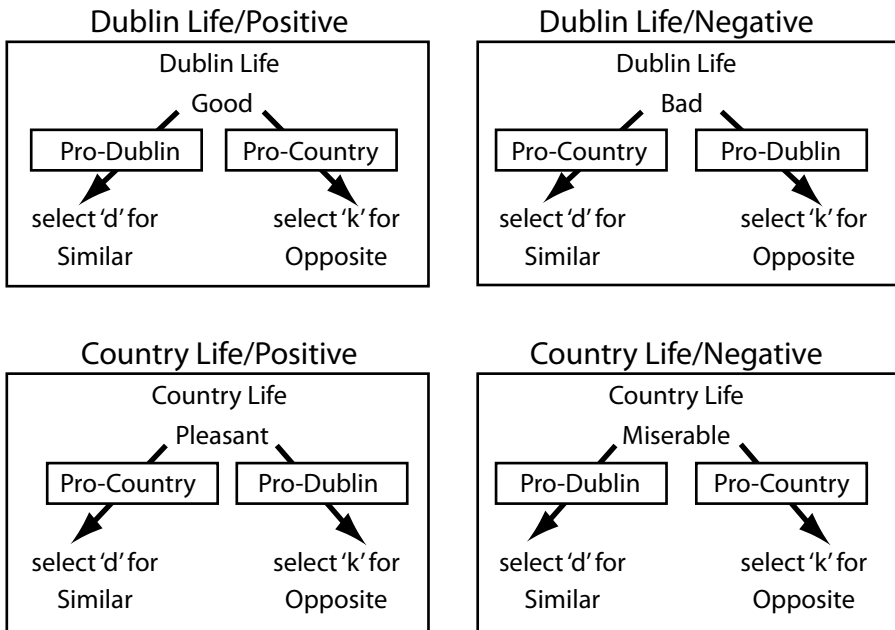 Dublin Life/Positive
Dublin Life
Good
Pro-Dublin Pro-Country
select 'd' for select 'k' for
Similar Opposite
Dublin Life/Negative
Dublin Life
Bad
Pro-Country Pro-Dublin
select 'd' for select 'k' for
Similar Opposite
Country Life/Positive
Country Life
Pleasant
Pro-Country Pro-Dublin
select 'd' for select 'k' for
Similar Opposite
Country Life/Negative
Country Life
Miserable
Pro-Dublin Pro-Country
select 'd' for select 'k' for
Similar Opposite